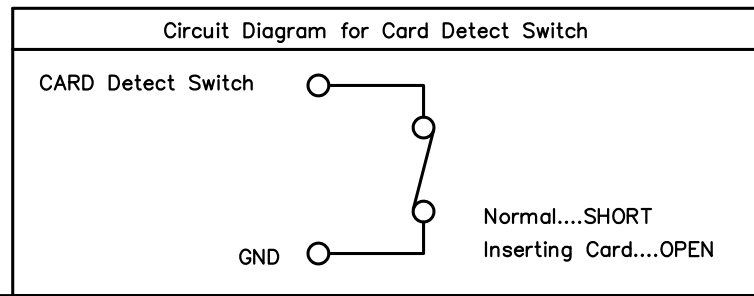 Circuit Diagram for Card Detect Switch
CARD Detect Switch
Normal....SHORT
Inserting Card....OPEN
GND